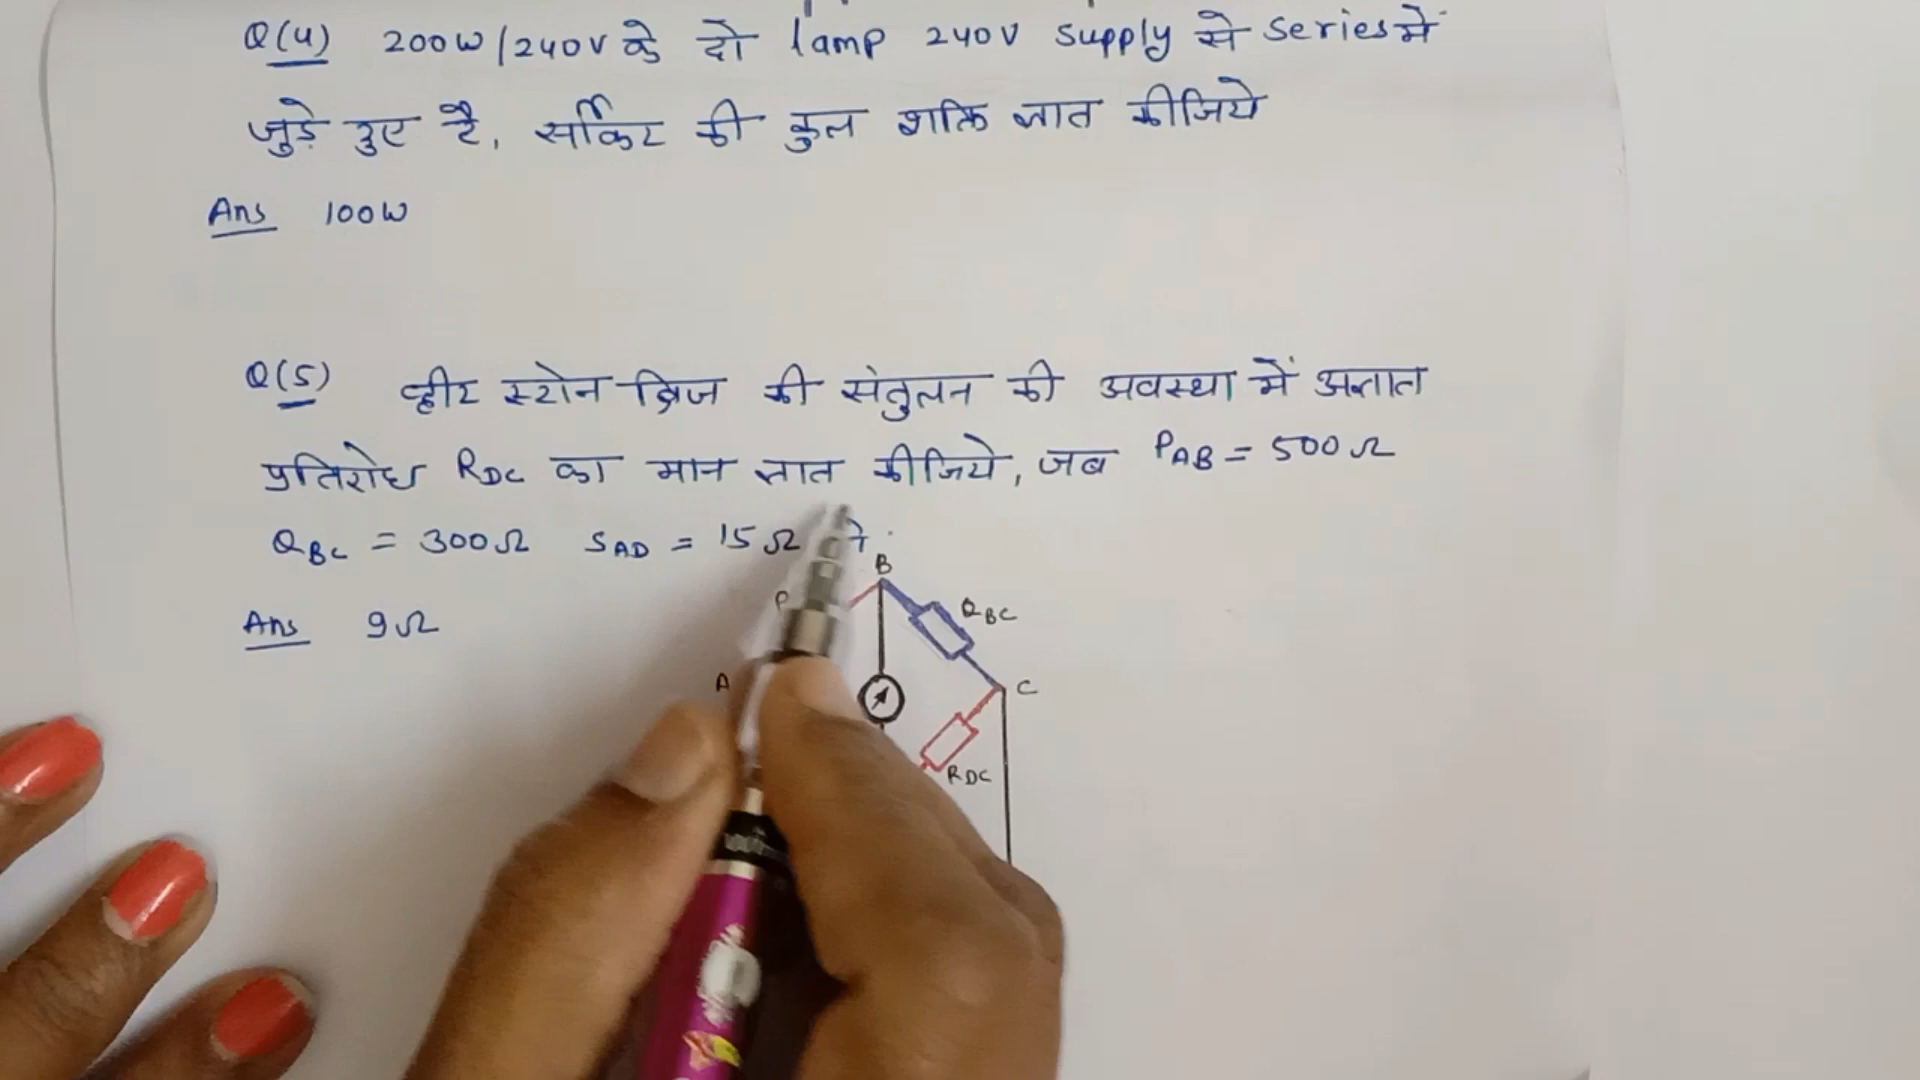 Q(4) 200W/240V के दो lamp 240V supply से series में
जुड़े हुए है, सर्किट की कुल शक्ति ज्ञात कीजिये
Ans 100W
Q(5) व्हीट स्टोन ब्रिज की संतुलन की अवस्था में अज्ञात
प्रतिरोध RDC का मान ज्ञात कीजिये, जब PAB = 500Ω
QBC = 300Ω SAD = 15Ω
Ans 9Ω
B
P
QBC
A
C
RDC